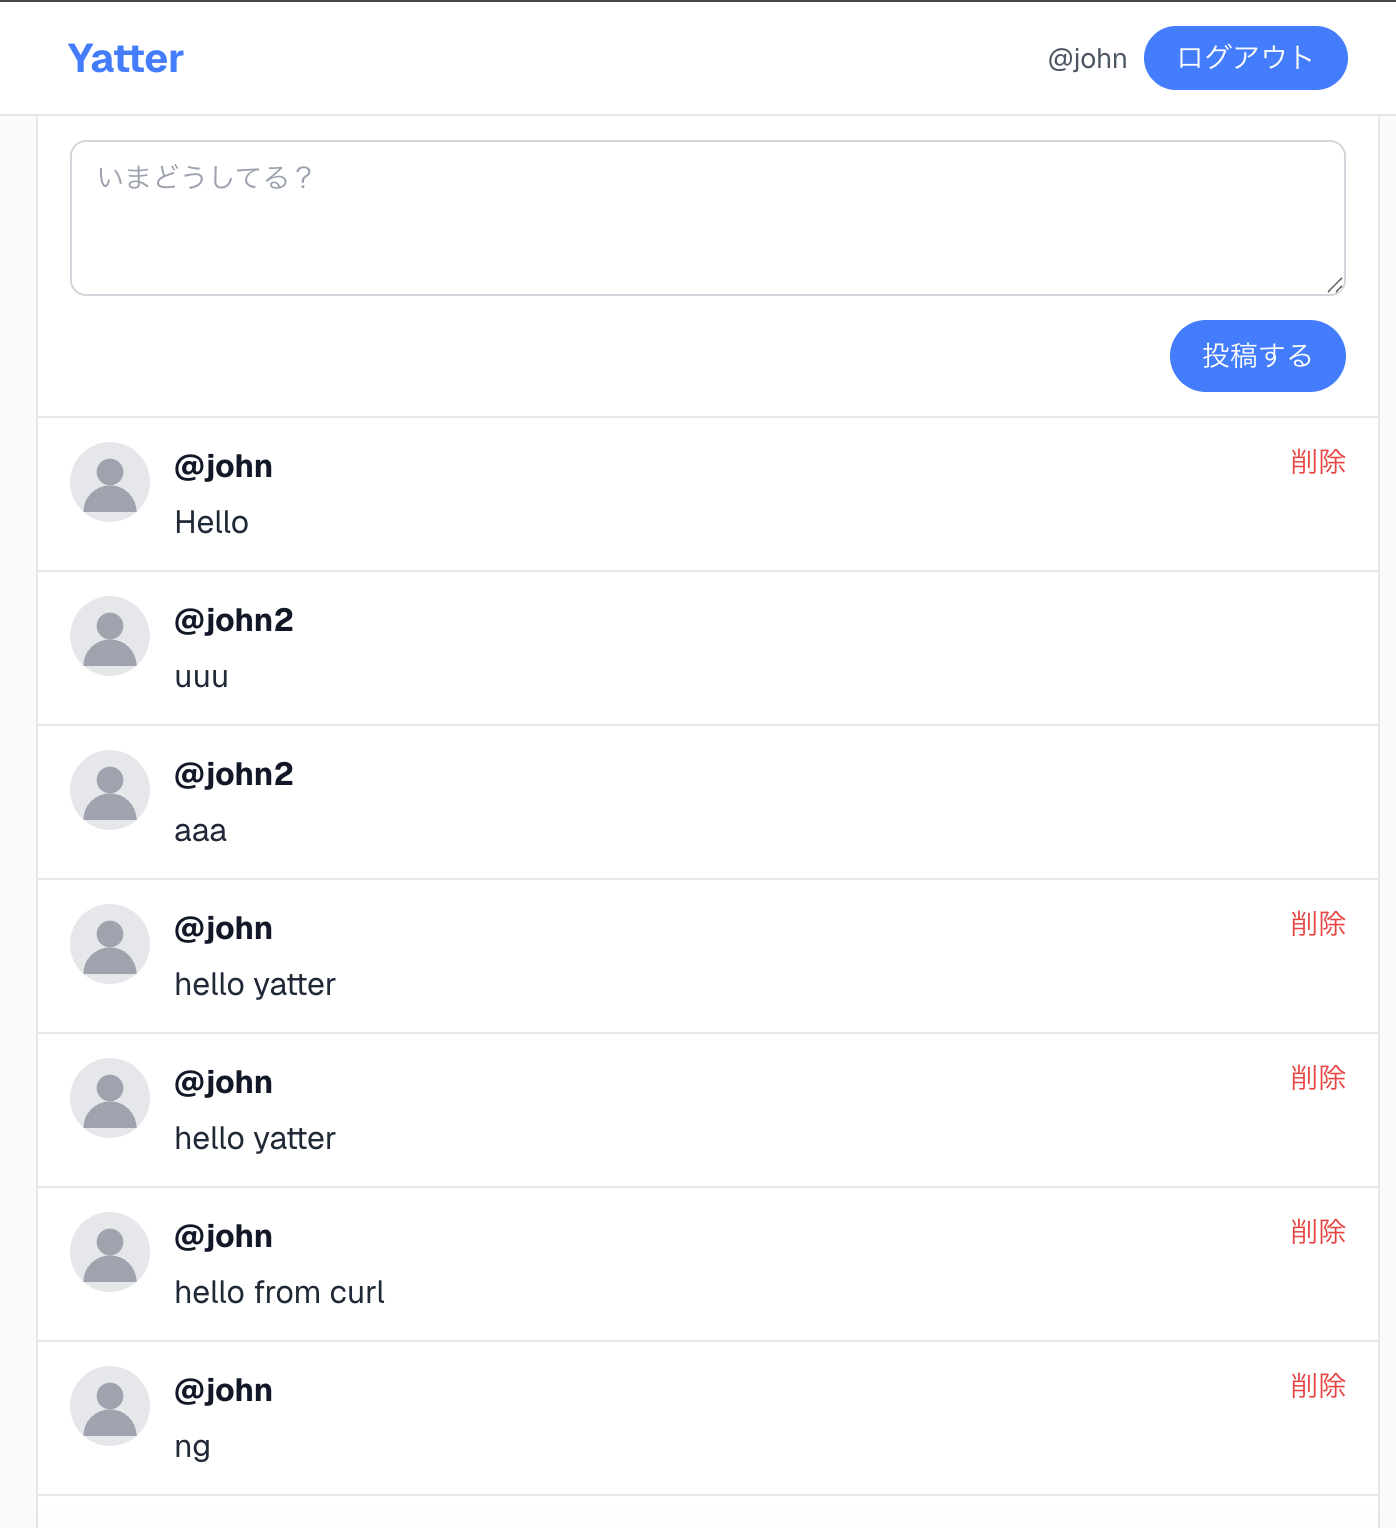 Yatter
@john
ログアウト
いまどうしてる？
投稿する
@john
削除
Hello
@john2
uuu
@john2
aaa
@john
削除
hello yatter
@john
削除
hello yatter
@john
削除
hello from curl
@john
削除
ng